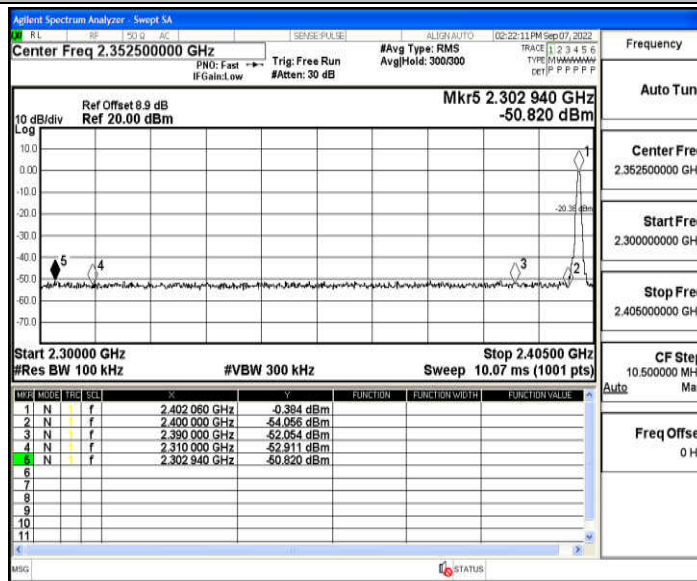 Agilent Spectrum Analyzer - Swept SA
RL RF 50 Ω AC SENSE:PULSE ALIGN AUTO 02:22:11 PM Sep 07, 2022
Center Freq 2.352500000 GHz
#Avg Type: RMS
TRACE 1 2 3 4 5 6
PNO: Fast Trig: Free Run
Avg|Hold: 300/300
TYPE
IFGain:Low #Atten: 30 dB
DET P P P P P P
Mkr5 2.302 940 GHz
-50.820 dBm
Ref Offset 8.9 dB
10 dB/div Ref 20.00 dBm
Log
10.0
0.00
-10.0
-20.0
-30.0
-40.0
-50.0
-60.0
-70.0
1
2
3
4
5
Start 2.30000 GHz Stop 2.40500 GHz
#Res BW 100 kHz #VBW 300 kHz Sweep 10.07 ms (1001 pts)
MKR MODE TRC SCL X Y FUNCTION FUNCTION WIDTH FUNCTION VALUE
1 N 1 f 2.402 060 GHz -0.384 dBm
2 N 1 f 2.400 000 GHz -54.056 dBm
3 N 1 f 2.390 000 GHz -52.054 dBm
4 N 1 f 2.310 000 GHz -52.911 dBm
5 N 1 f 2.302 940 GHz -50.820 dBm
6
7
8
9
10
11
MSG STATUS
Frequency
Auto Tun
Center Fre
2.352500000 GH
Start Fre
2.300000000 GH
Stop Fre
2.405000000 GH
CF Step
10.500000 MH
Auto Ma
Freq Offse
0 H